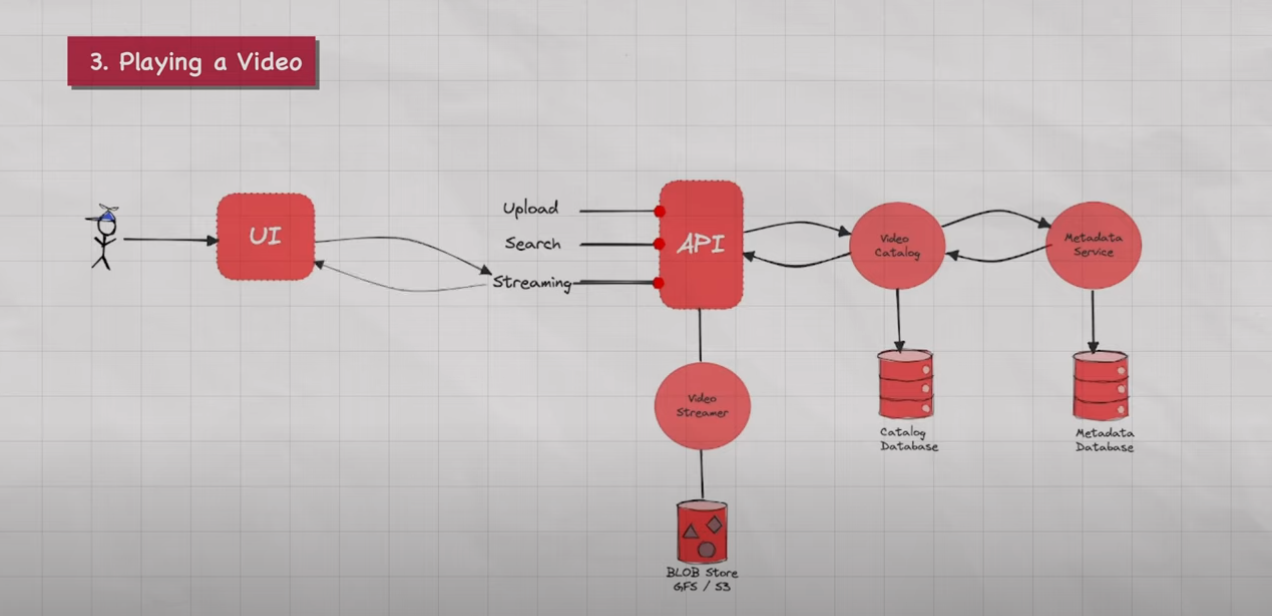 3. Playing a Video
UI
Upload
Search
Streaming
API
Video
Catalog
Metadata
Service
Video
Streamer
Catalog
Database
Metadata
Database
BLOB Store
GFS / S3